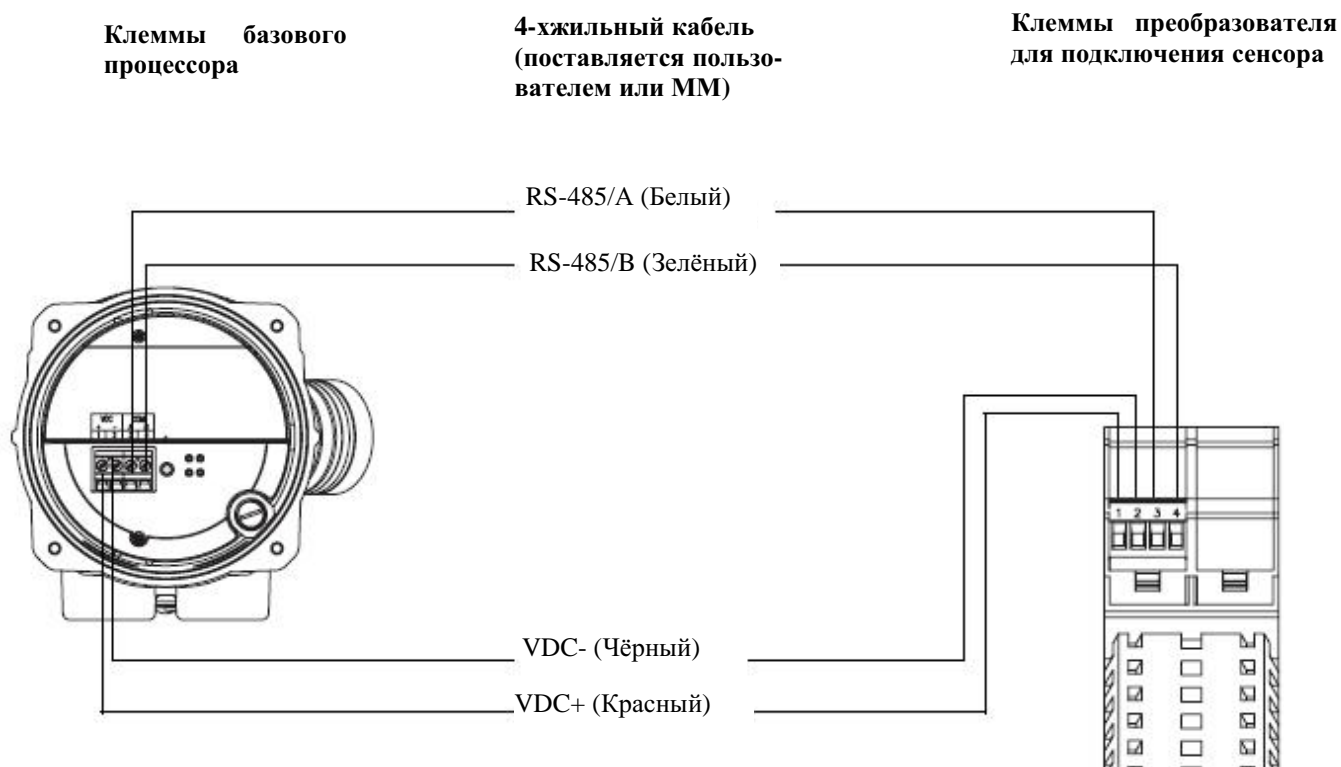 Клеммы базового
процессора
4-хжильный кабель
(поставляется пользо-
вателем или ММ)
Клеммы преобразователя
для подключения сенсора
RS-485/A (Белый)
RS-485/B (Зелёный)
VDC
+ -
1 2 3 4
VDC- (Чёрный)
VDC+ (Красный)